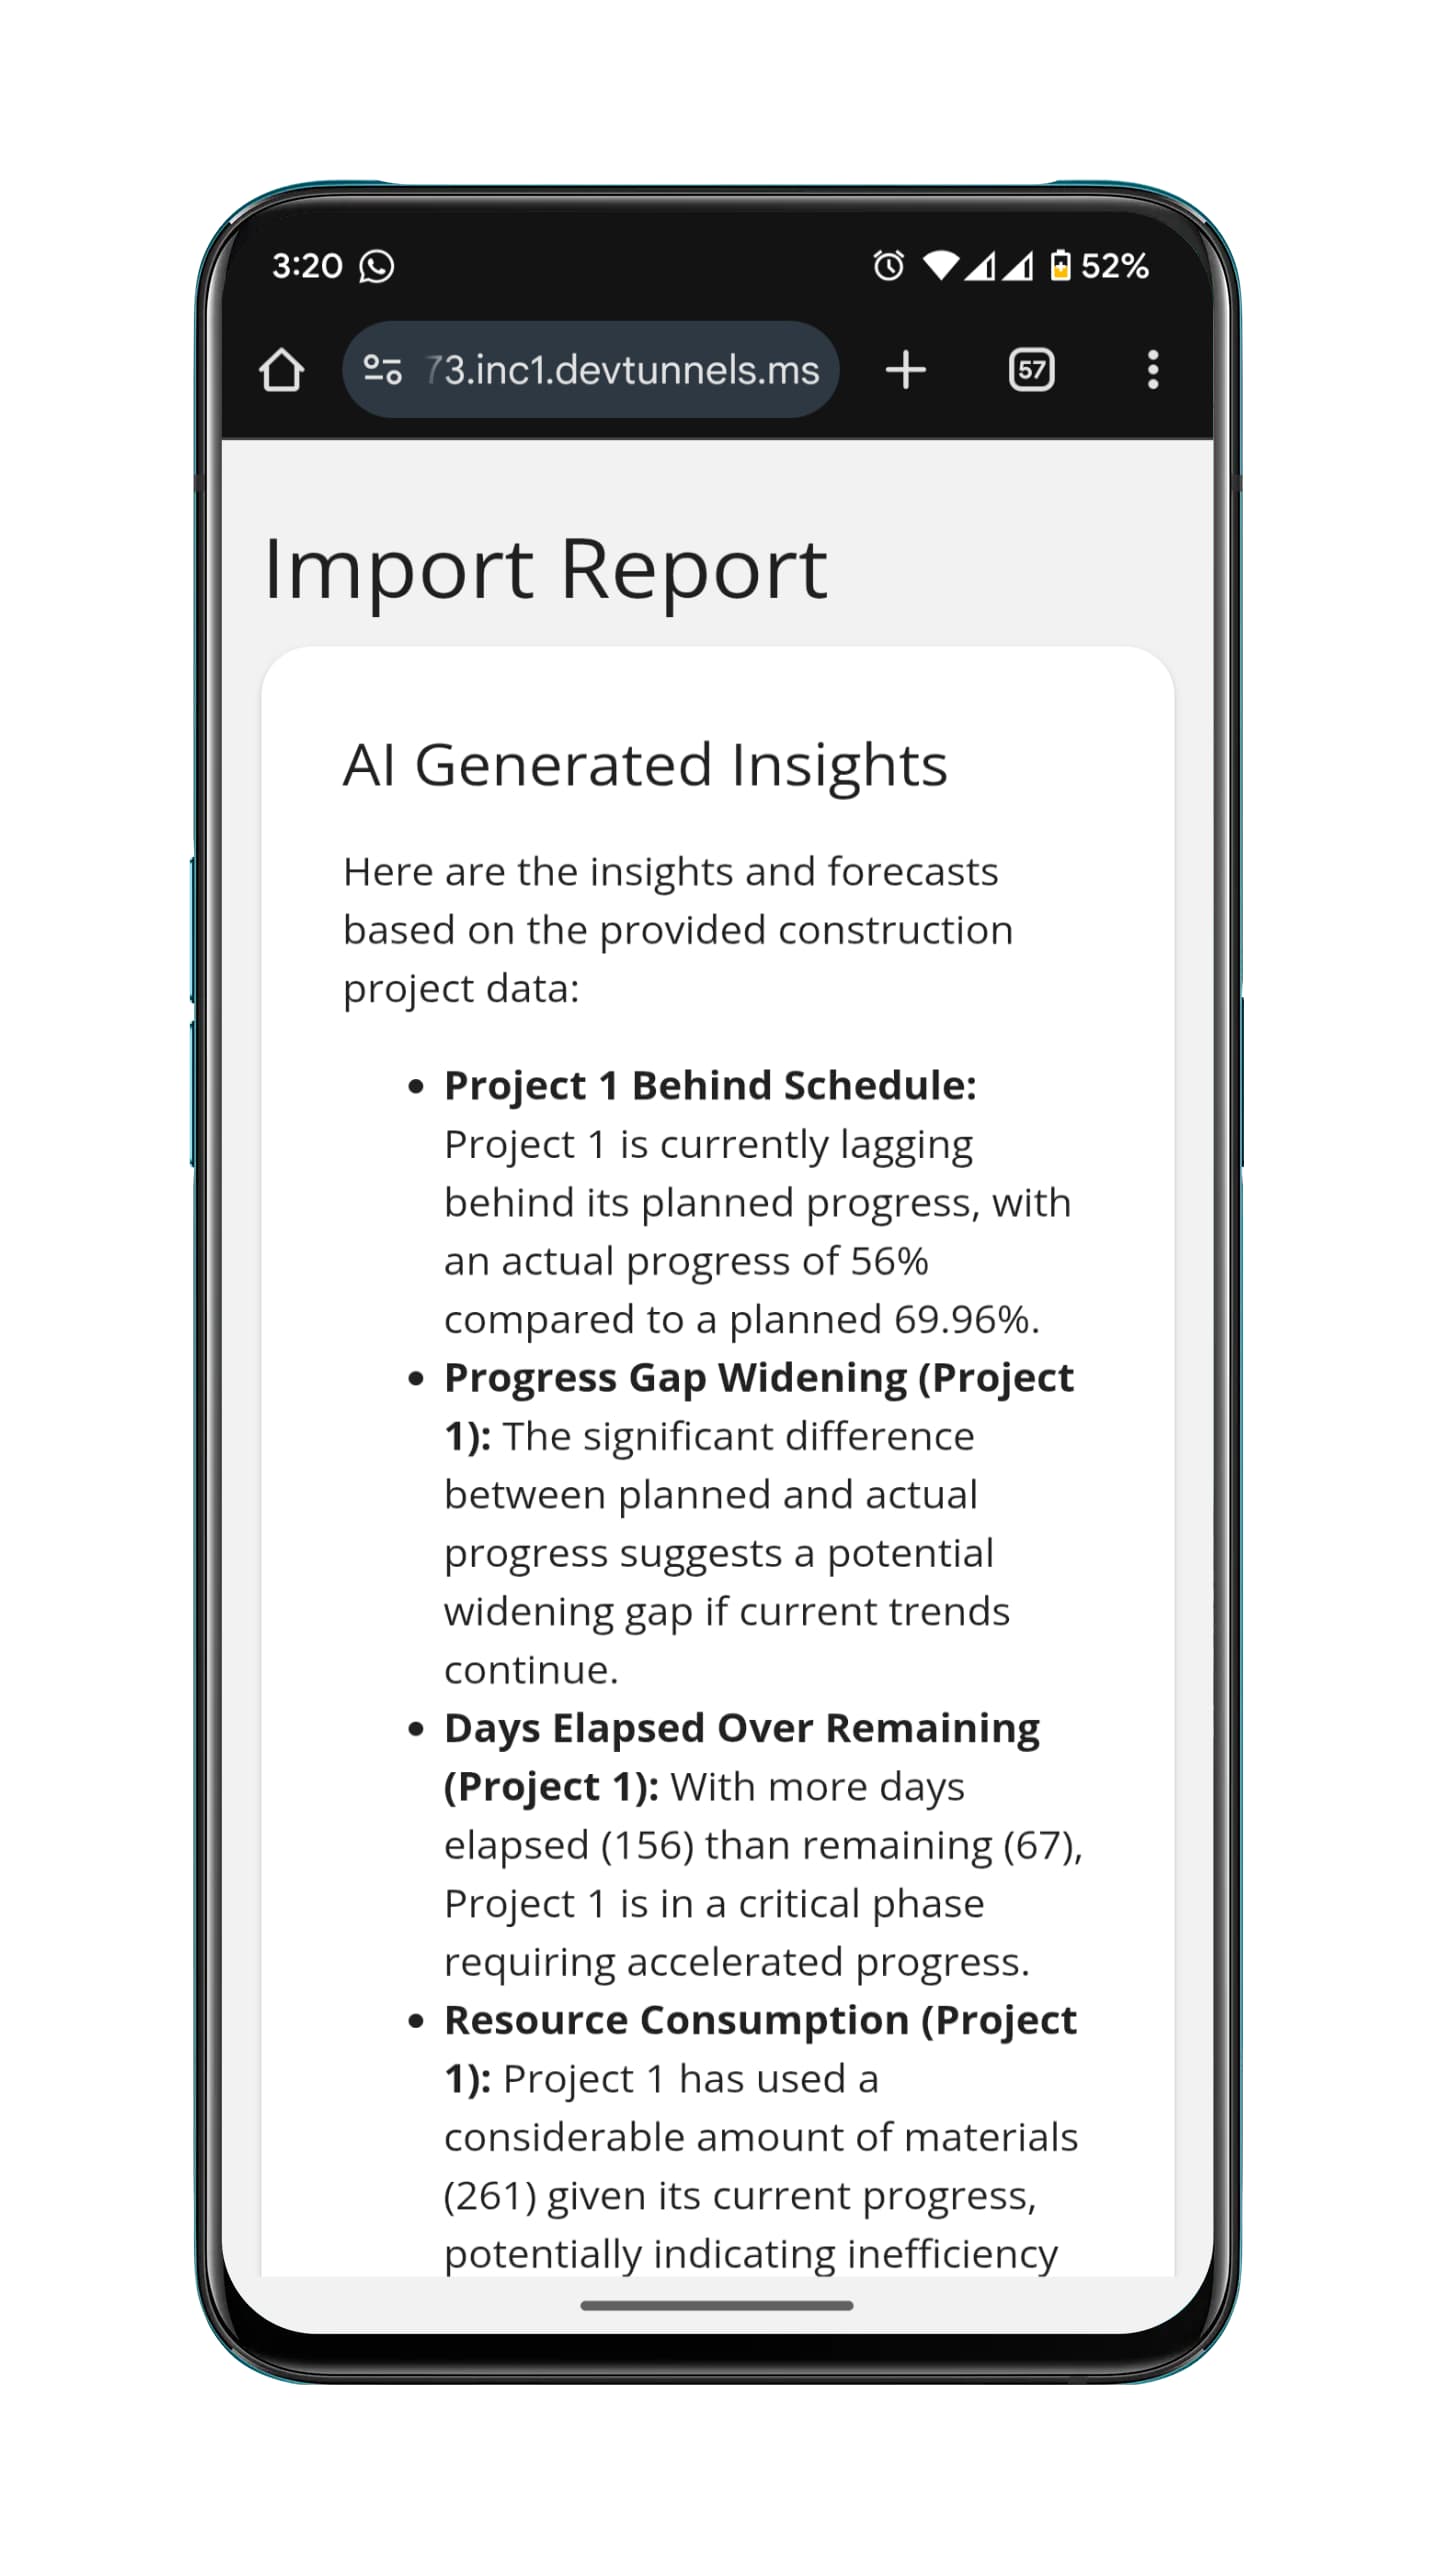 3:20 52%
73.inc1.devtunnels.ms 57
Import Report
AI Generated Insights
Here are the insights and forecasts
based on the provided construction
project data:
Project 1 Behind Schedule:
Project 1 is currently lagging
behind its planned progress, with
an actual progress of 56%
compared to a planned 69.96%.
Progress Gap Widening (Project
1): The significant difference
between planned and actual
progress suggests a potential
widening gap if current trends
continue.
Days Elapsed Over Remaining
(Project 1): With more days
elapsed (156) than remaining (67),
Project 1 is in a critical phase
requiring accelerated progress.
Resource Consumption (Project
1): Project 1 has used a
considerable amount of materials
(261) given its current progress,
potentially indicating inefficiency